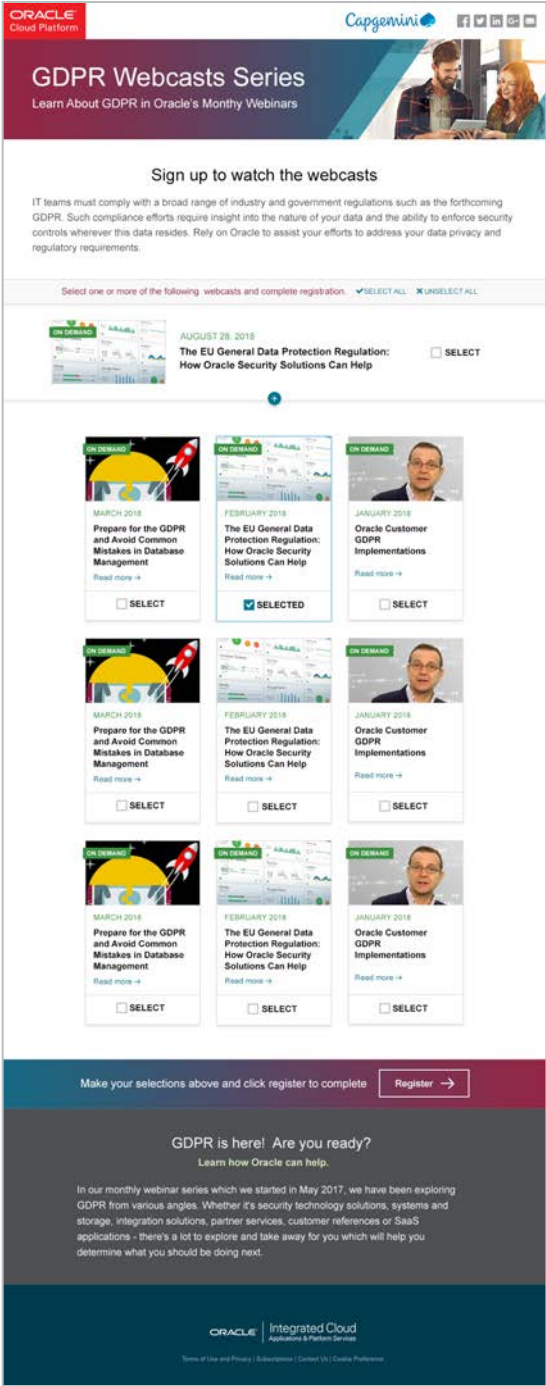 ORACLE
Cloud Platform
Capgemini
GDPR Webcasts Series
Learn About GDPR in Oracle's Monthy Webinars
Sign up to watch the webcasts
IT teams must comply with a broad range of industry and government regulations such as the forthcoming
GDPR. Such compliance efforts require insight into the nature of your data and the ability to enforce security
controls wherever this data resides. Rely on Oracle to assist your efforts to address your data privacy and
regulatory requirements.
Select one or more of the following webcasts and complete registration. SELECT ALL UNSELECT ALL
ON DEMAND
AUGUST 28, 2018
The EU General Data Protection Regulation:
How Oracle Security Solutions Can Help
SELECT
ON DEMAND
MARCH 2018
Prepare for the GDPR
and Avoid Common
Mistakes in Database
Management
Read more →
SELECT
ON DEMAND
FEBRUARY 2018
The EU General Data
Protection Regulation:
How Oracle Security
Solutions Can Help
Read more →
SELECTED
ON DEMAND
JANUARY 2018
Oracle Customer
GDPR
Implementations
Read more →
SELECT
ON DEMAND
MARCH 2018
Prepare for the GDPR
and Avoid Common
Mistakes in Database
Management
Read more →
SELECT
ON DEMAND
FEBRUARY 2018
The EU General Data
Protection Regulation:
How Oracle Security
Solutions Can Help
Read more →
SELECT
ON DEMAND
JANUARY 2018
Oracle Customer
GDPR
Implementations
Read more →
SELECT
ON DEMAND
MARCH 2018
Prepare for the GDPR
and Avoid Common
Mistakes in Database
Management
Read more →
SELECT
ON DEMAND
FEBRUARY 2018
The EU General Data
Protection Regulation:
How Oracle Security
Solutions Can Help
Read more →
SELECT
ON DEMAND
JANUARY 2018
Oracle Customer
GDPR
Implementations
Read more →
SELECT
Make your selections above and click register to complete
Register →
GDPR is here! Are you ready?
Learn how Oracle can help.
In our monthly webinar series which we started in May 2017, we have been exploring
GDPR from various angles. Whether it's security technology solutions, systems and
storage, integration solutions, partner services, customer references or SaaS
applications - there's a lot to explore and take away for you which will help you
determine what you should be doing next.
ORACLE
Integrated Cloud
Applications & Platform Services
Terms of Use and Privacy | Subscriptions | Contact Us | Cookie Preference